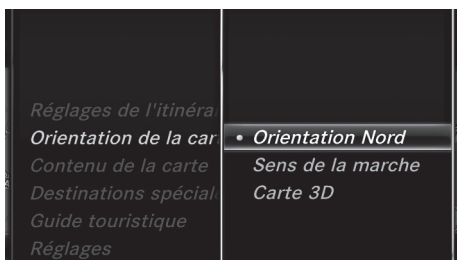 Réglages de l'itinéra
Orientation de la car
Contenu de la carte
Destinations spécial
Guide touristique
Réglages
• Orientation Nord
Sens de la marche
Carte 3D